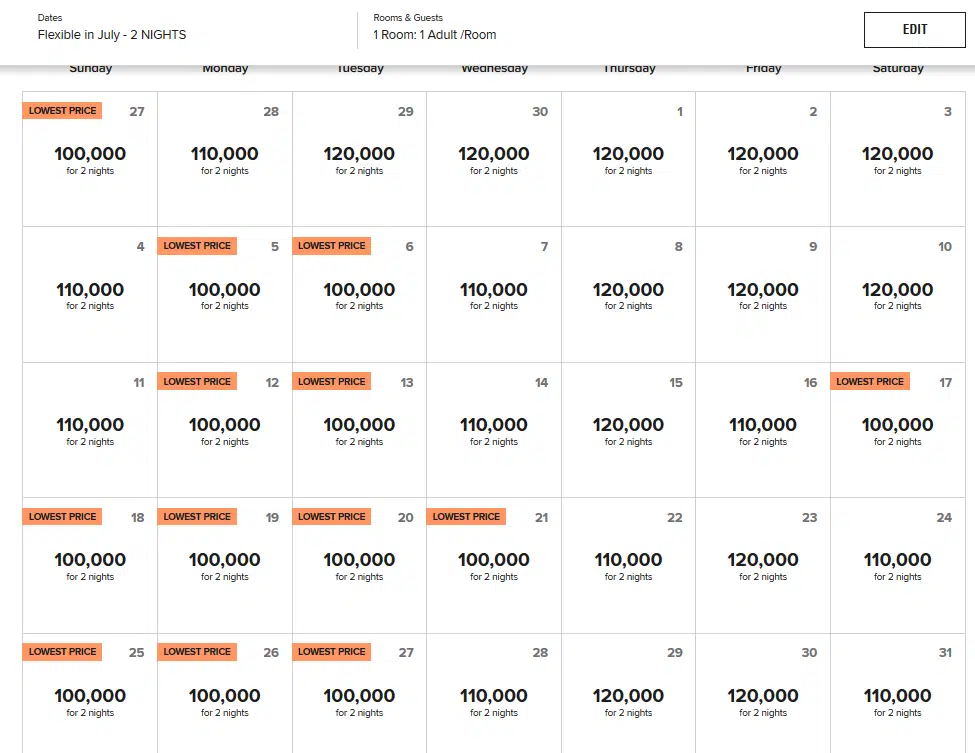 Dates
Rooms & Guests
Flexible in July - 2 NIGHTS
1 Room: 1 Adult /Room
EDIT
Sunday Monday Tuesday Wednesday Thursday Friday Saturday
LOWEST PRICE 27 28 29 30 1 2 3
100,000 110,000 120,000 120,000 120,000 120,000 120,000
for 2 nights for 2 nights for 2 nights for 2 nights for 2 nights for 2 nights for 2 nights
4 LOWEST PRICE 5 LOWEST PRICE 6 7 8 9 10
110,000 100,000 100,000 110,000 120,000 120,000 120,000
for 2 nights for 2 nights for 2 nights for 2 nights for 2 nights for 2 nights for 2 nights
11 LOWEST PRICE 12 LOWEST PRICE 13 14 15 16 LOWEST PRICE 17
110,000 100,000 100,000 110,000 120,000 110,000 100,000
for 2 nights for 2 nights for 2 nights for 2 nights for 2 nights for 2 nights for 2 nights
LOWEST PRICE 18 LOWEST PRICE 19 LOWEST PRICE 20 LOWEST PRICE 21 22 23 24
100,000 100,000 100,000 100,000 110,000 120,000 110,000
for 2 nights for 2 nights for 2 nights for 2 nights for 2 nights for 2 nights for 2 nights
LOWEST PRICE 25 LOWEST PRICE 26 LOWEST PRICE 27 28 29 30 31
100,000 100,000 100,000 110,000 120,000 120,000 110,000
for 2 nights for 2 nights for 2 nights for 2 nights for 2 nights for 2 nights for 2 nights